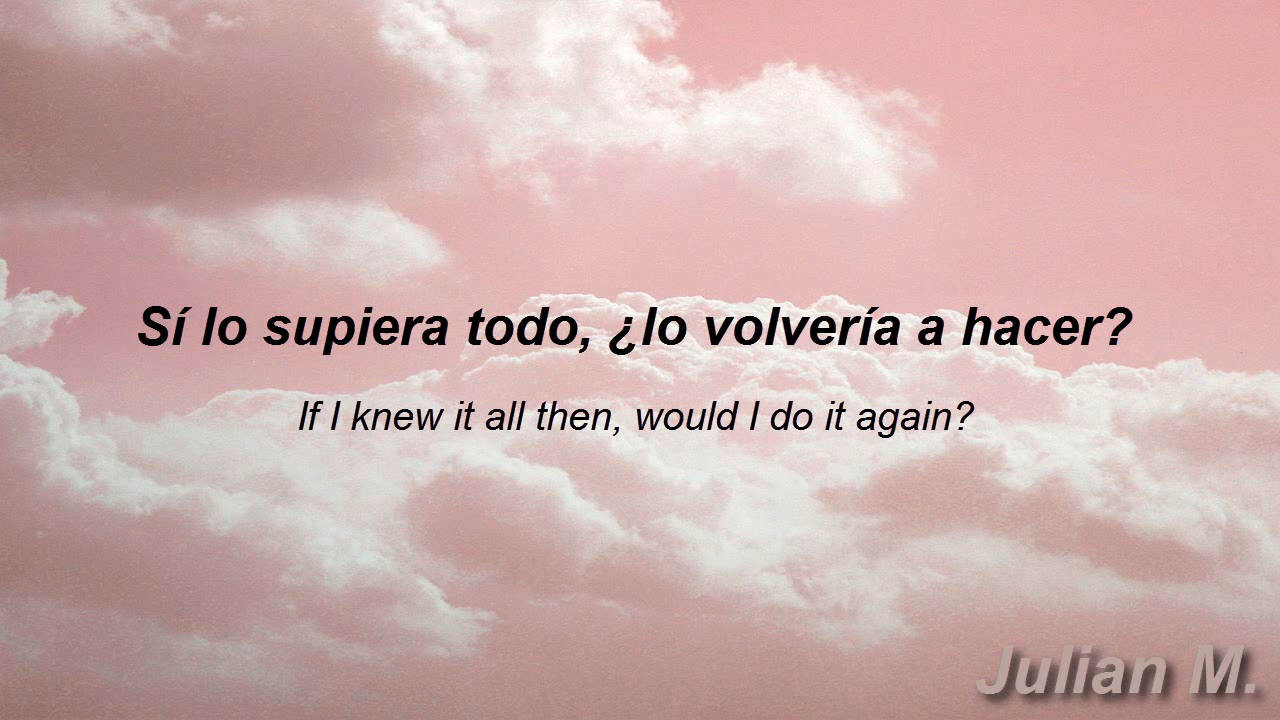 Sí lo supiera todo, ¿lo volvería a hacer?
If I knew it all then, would I do it again?
Julian M.